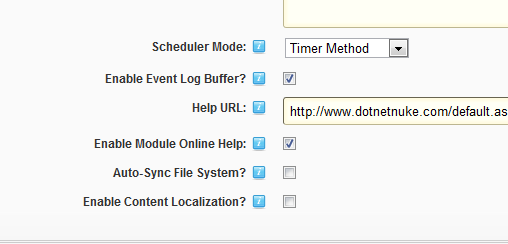 Scheduler Mode: Timer Method
Enable Event Log Buffer?
Help URL: http://www.dotnetnuke.com/default.as
Enable Module Online Help:
Auto-Sync File System?
Enable Content Localization?